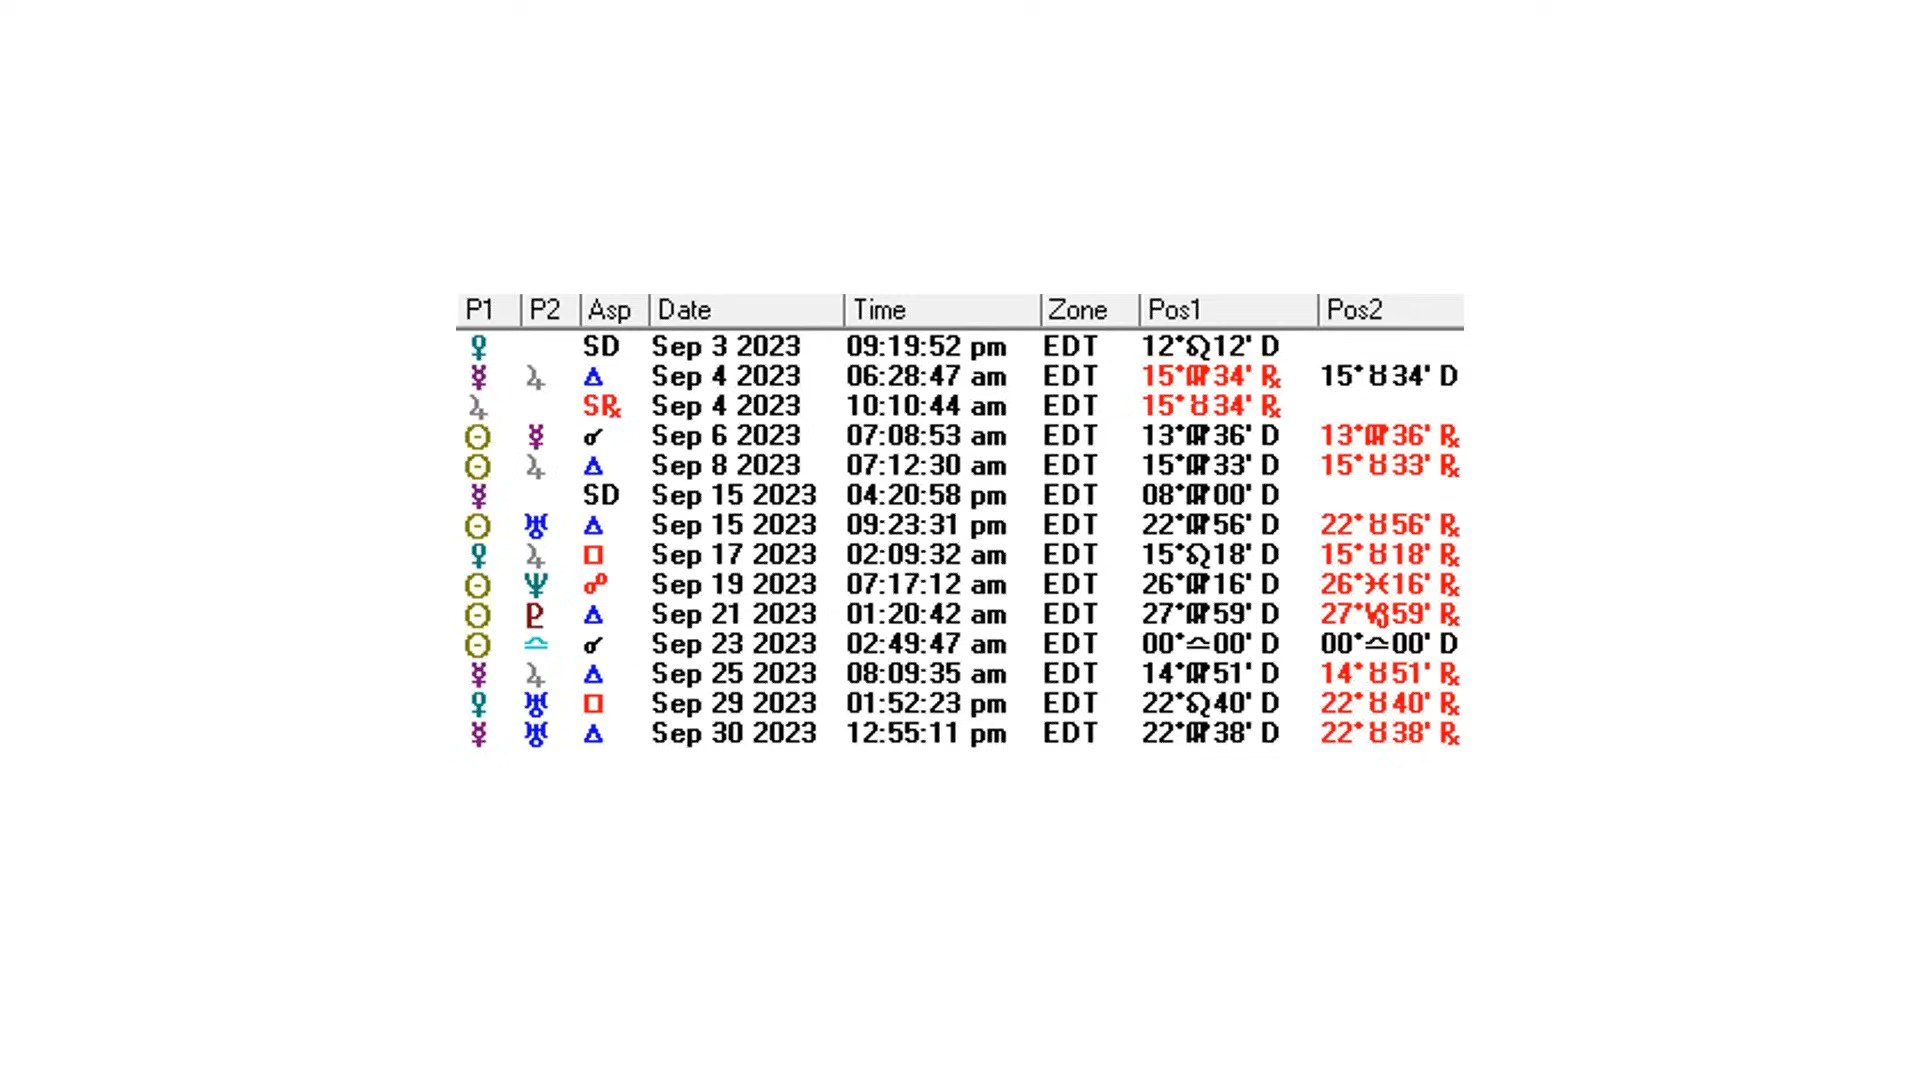 P1 P2 Asp Date Time Zone Pos1 Pos2
♀ SD Sep 3 2023 09:19:52 pm EDT 12°♌12' D
☿ ♃ △ Sep 4 2023 06:28:47 am EDT 15°♍34' ℞ 15°♉34' D
♃ S℞ Sep 4 2023 10:10:44 am EDT 15°♉34' ℞
☉ ☿ ☌ Sep 6 2023 07:08:53 am EDT 13°♍36' D 13°♍36' ℞
☉ ♃ △ Sep 8 2023 07:12:30 am EDT 15°♍33' D 15°♉33' ℞
☿ SD Sep 15 2023 04:20:58 pm EDT 08°♍00' D
☉ ♅ △ Sep 15 2023 09:23:31 pm EDT 22°♍56' D 22°♉56' ℞
♀ ♃ □ Sep 17 2023 02:09:32 am EDT 15°♌18' D 15°♉18' ℞
☉ ♆ ☍ Sep 19 2023 07:17:12 am EDT 26°♍16' D 26°♓16' ℞
☉ ♇ △ Sep 21 2023 01:20:42 am EDT 27°♍59' D 27°♑59' ℞
☉ ♎ ☌ Sep 23 2023 02:49:47 am EDT 00°♎00' D 00°♎00' D
☿ ♃ △ Sep 25 2023 08:09:35 am EDT 14°♍51' D 14°♉51' ℞
♀ ♅ □ Sep 29 2023 01:52:23 pm EDT 22°♌40' D 22°♉40' ℞
☿ ♅ △ Sep 30 2023 12:55:11 pm EDT 22°♍38' D 22°♉38' ℞